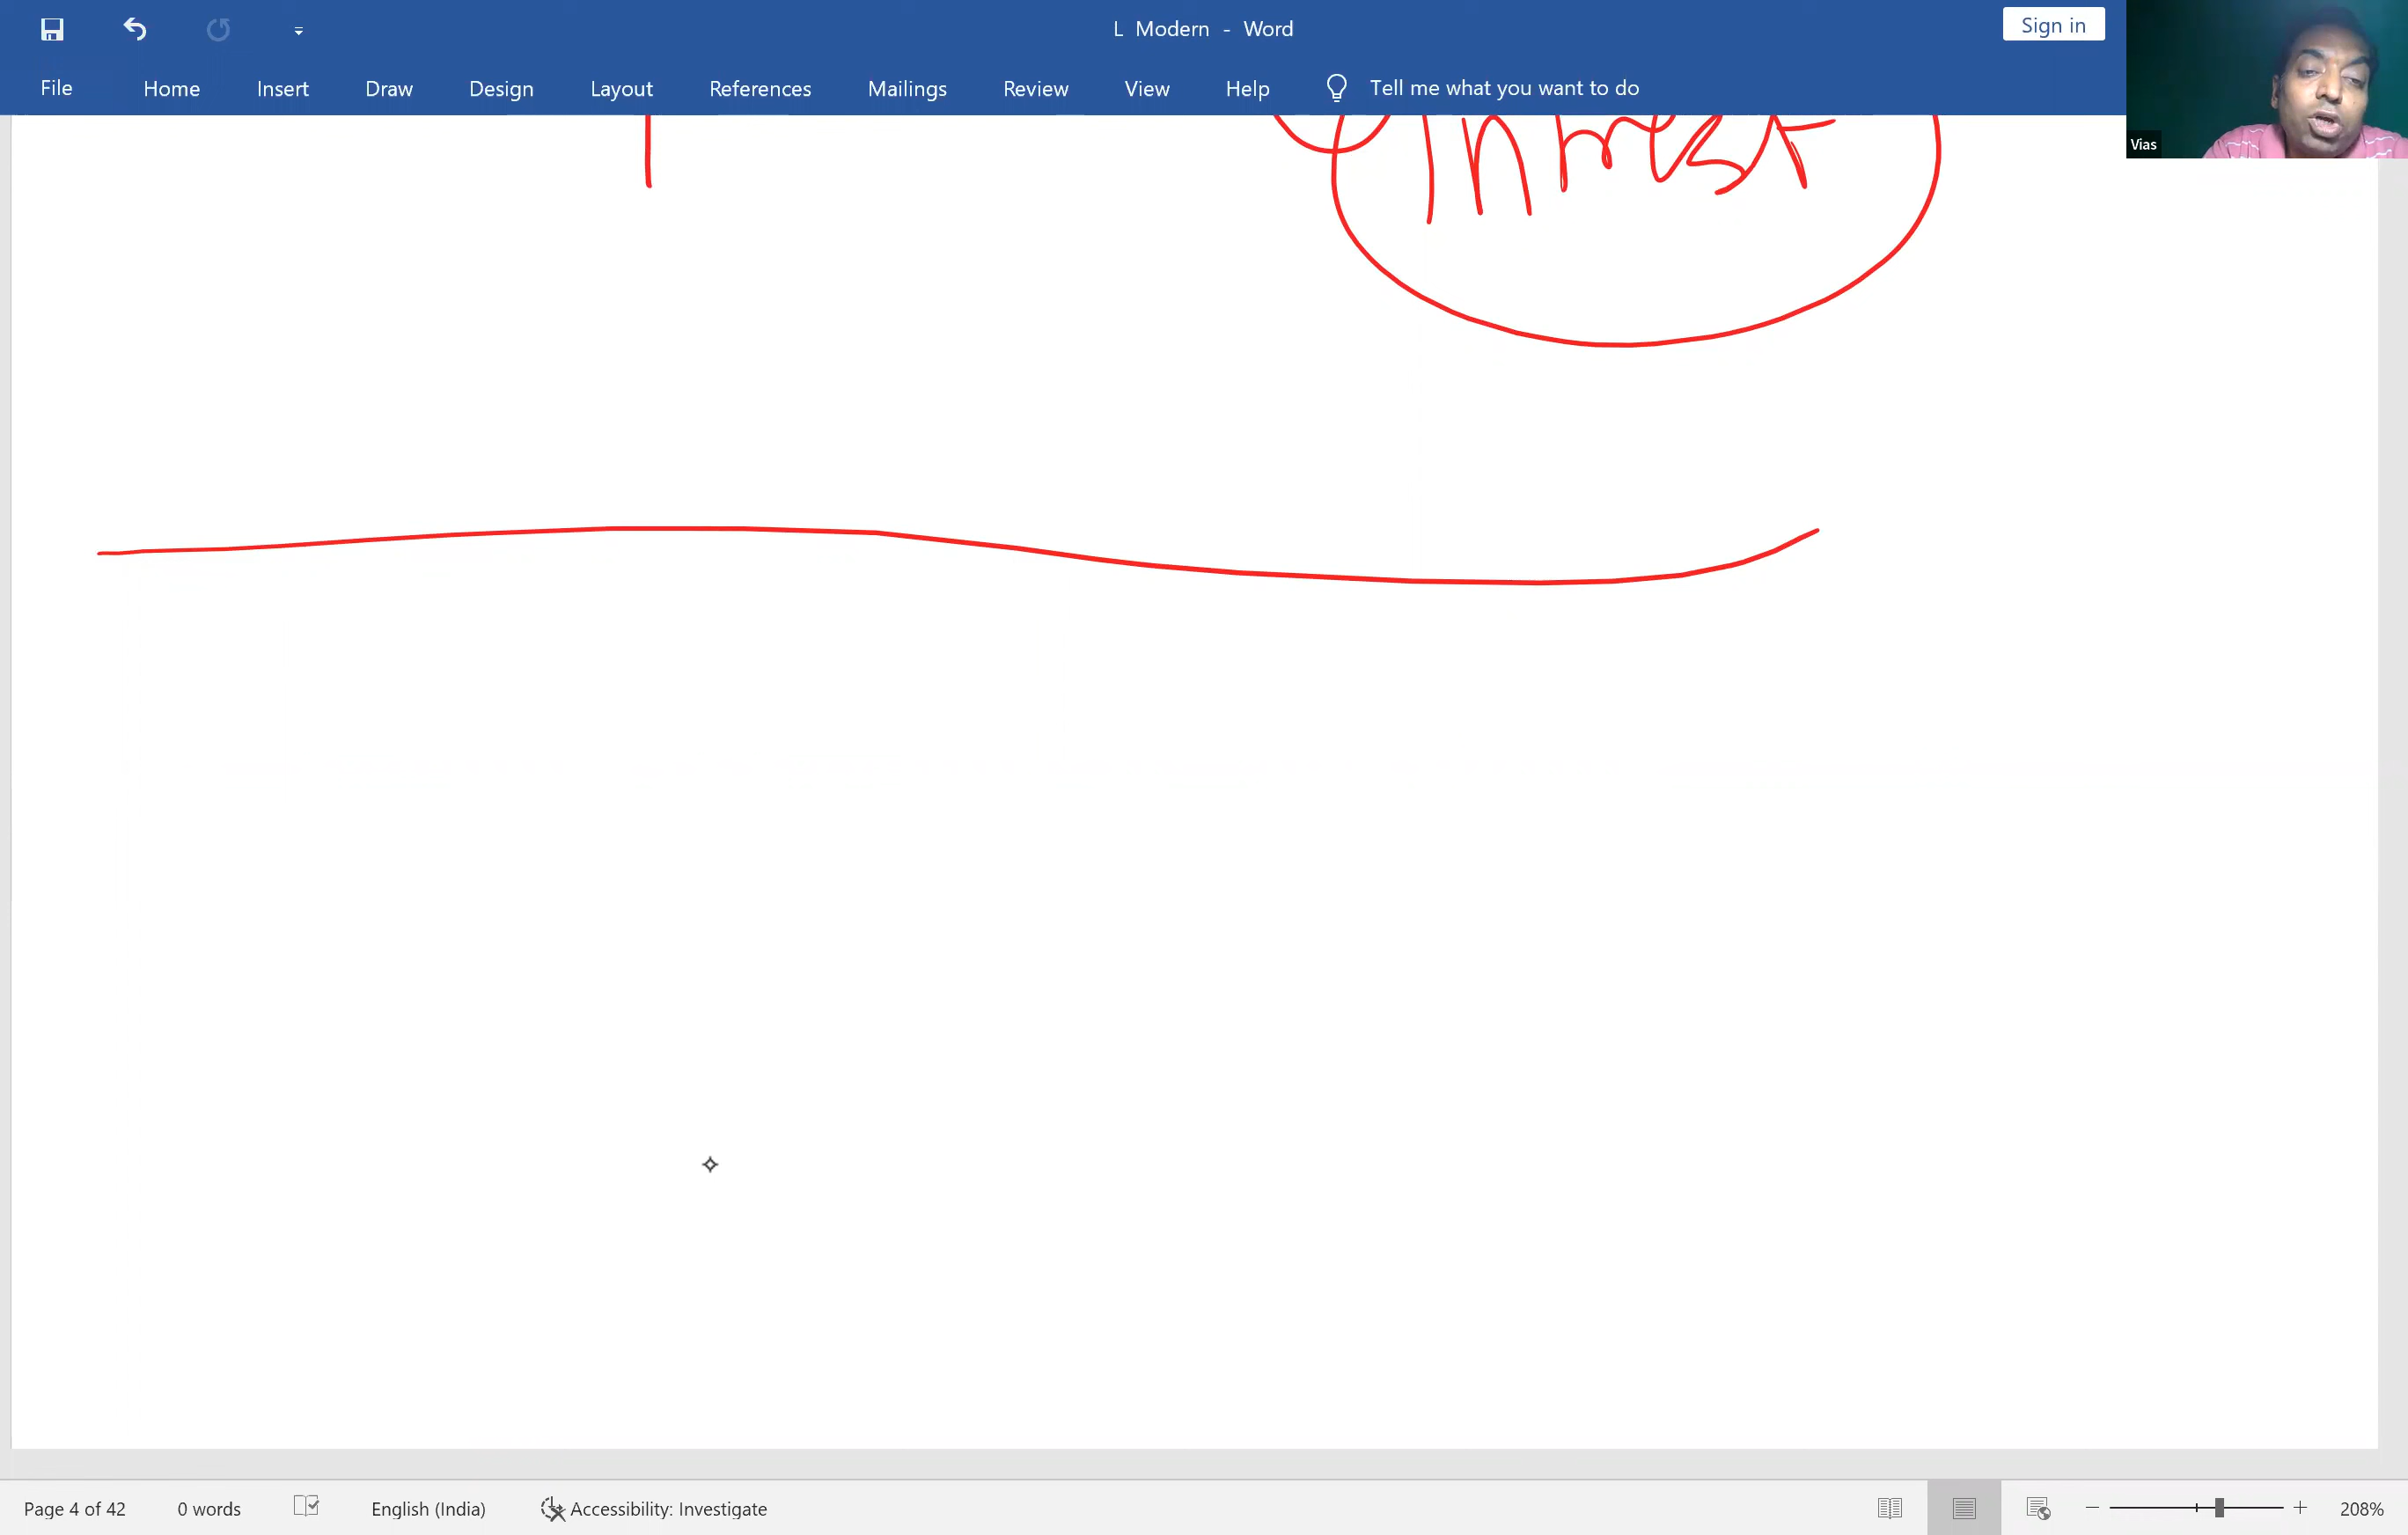 L Modern - Word
Sign in
File Home Insert Draw Design Layout References Mailings Review View Help Tell me what you want to do
Vias
Page 4 of 42 0 words English (India) Accessibility: Investigate 208%